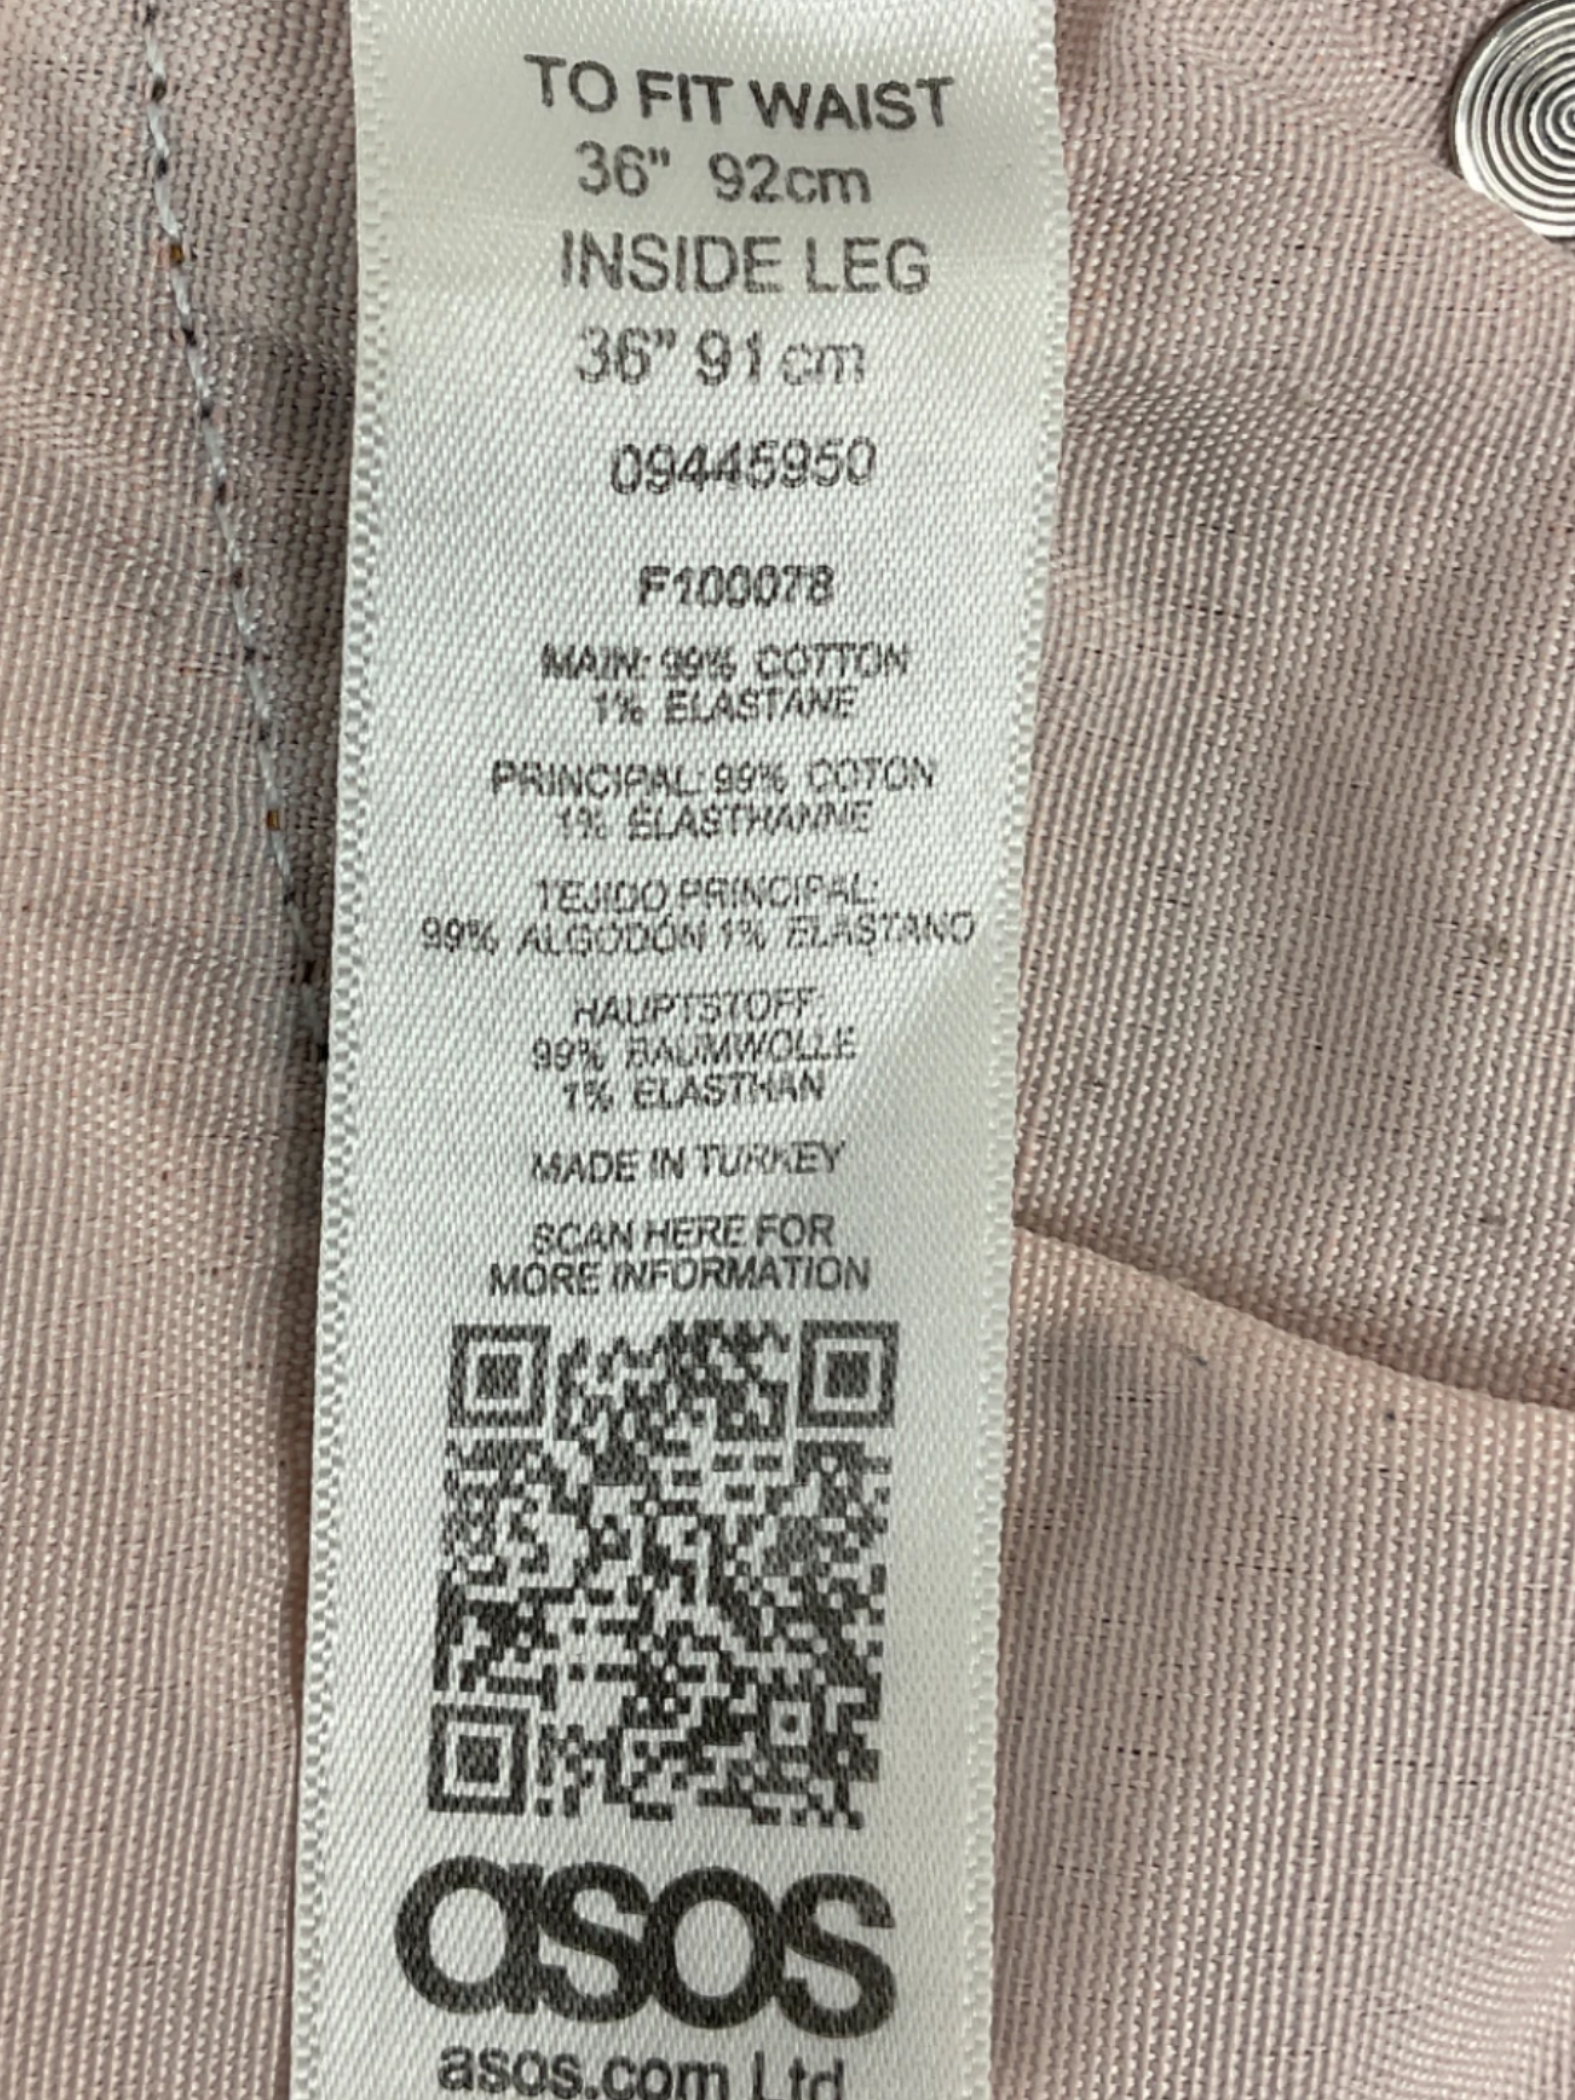 TO FIT WAIST
36" 92cm
INSIDE LEG
36" 91cm
09445950
F100078
MAIN: 99% COTTON
1% ELASTANE
PRINCIPAL: 99% COTON
1% ÉLASTHANNE
TEJIDO PRINCIPAL:
99% ALGODÓN 1% ELASTANO
HAUPTSTOFF:
99% BAUMWOLLE
1% ELASTHAN
MADE IN TURKEY
SCAN HERE FOR
MORE INFORMATION
asos
asos.com Ltd